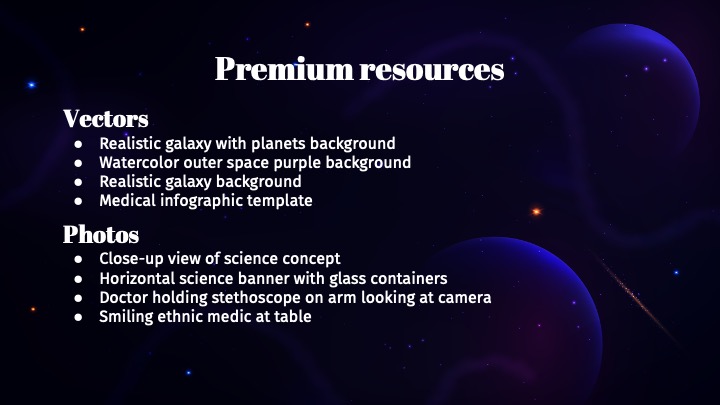 Premium resources
Vectors
● Realistic galaxy with planets background
● Watercolor outer space purple background
● Realistic galaxy background
● Medical infographic template
Photos
● Close-up view of science concept
● Horizontal science banner with glass containers
● Doctor holding stethoscope on arm looking at camera
● Smiling ethnic medic at table